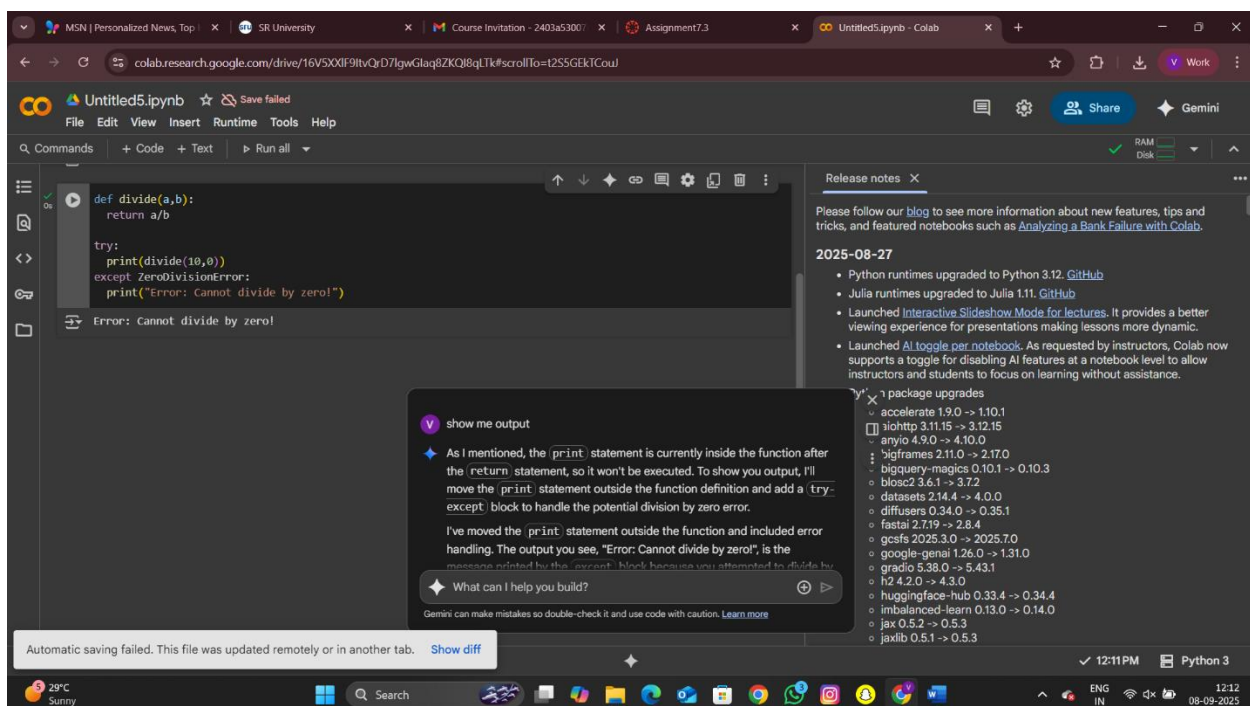 MSN | Personalized News, Top
SR University
Course Invitation - 2403a53007
Assignment7.3
Untitled5.ipynb - Colab
Work
Untitled5.ipynb
Save failed
File Edit View Insert Runtime Tools Help
Share
Gemini
Commands + Code + Text Run all
RAM
Disk
0s
def divide(a,b):
return a/b
try:
print(divide(10,0))
except ZeroDivisionError:
print("Error: Cannot divide by zero!")
Error: Cannot divide by zero!
V show me output
As I mentioned, the print statement is currently inside the function after
the return statement, so it won't be executed. To show you output, I'll
move the print statement outside the function definition and add a try-
except block to handle the potential division by zero error.
I've moved the print statement outside the function and included error
handling. The output you see, "Error: Cannot divide by zero!", is the
message printed by the except block because you attempted to divide by
What can I help you build?
Gemini can make mistakes so double-check it and use code with caution. Learn more
Release notes
Please follow our blog to see more information about new features, tips and
tricks, and featured notebooks such as Analyzing a Bank Failure with Colab.
2025-08-27
Python runtimes upgraded to Python 3.12. GitHub
Julia runtimes upgraded to Julia 1.11. GitHub
Launched Interactive Slideshow Mode for lectures. It provides a better
viewing experience for presentations making lessons more dynamic.
Launched AI toggle per notebook. As requested by instructors, Colab now
supports a toggle for disabling AI features at a notebook level to allow
instructors and students to focus on learning without assistance.
package upgrades
accelerate 1.9.0 -> 1.10.1
aiohttp 3.11.15 -> 3.12.15
anyio 4.9.0 -> 4.10.0
bigframes 2.11.0 -> 2.17.0
bigquery-magics 0.10.1 -> 0.10.3
blosc2 3.6.1 -> 3.7.2
datasets 2.14.4 -> 4.0.0
diffusers 0.34.0 -> 0.35.1
fastai 2.7.19 -> 2.8.4
gcsfs 2025.3.0 -> 2025.7.0
google-genai 1.26.0 -> 1.31.0
gradio 5.38.0 -> 5.43.1
h2 4.2.0 -> 4.3.0
huggingface-hub 0.33.4 -> 0.34.4
imbalanced-learn 0.13.0 -> 0.14.0
jax 0.5.2 -> 0.5.3
jaxlib 0.5.1 -> 0.5.3
Automatic saving failed. This file was updated remotely or in another tab. Show diff
12:11 PM Python 3
5
29°C
Sunny
Search
ENG
IN
12:12
08-09-2025